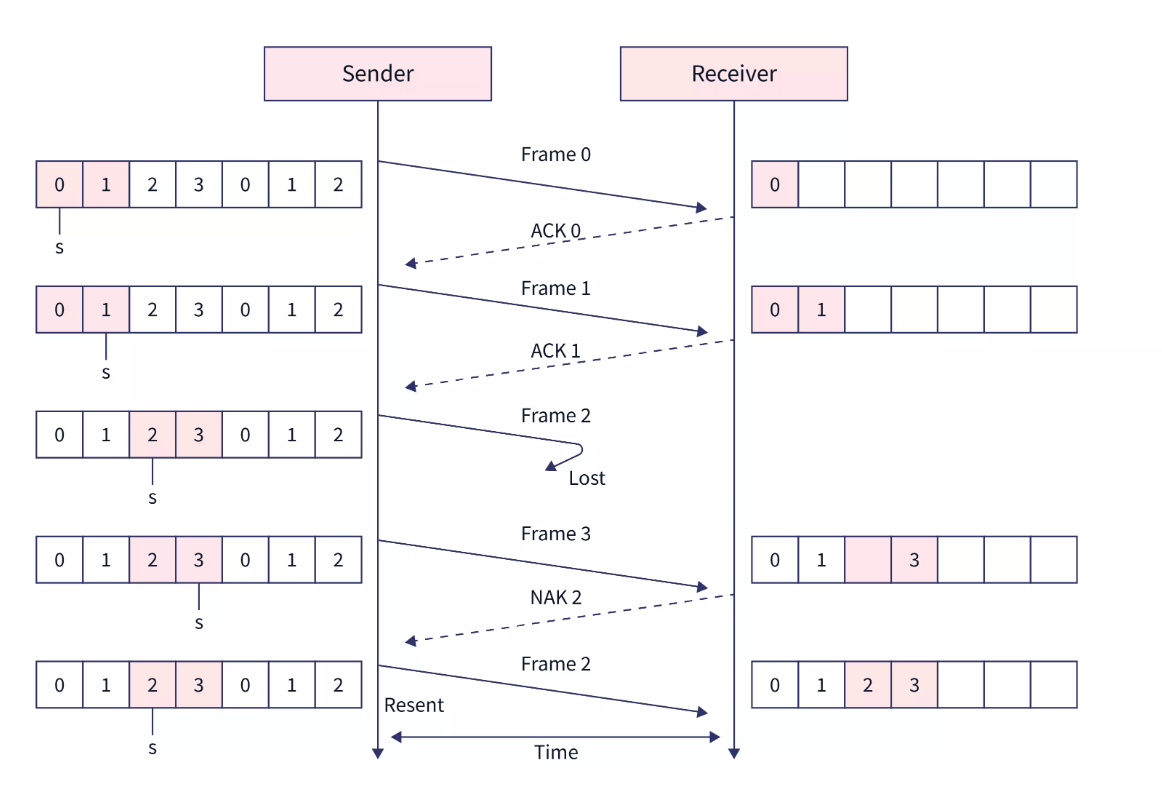 Sender
Receiver
Frame 0
0 1 2 3 0 1 2
0
s
ACK 0
Frame 1
0 1 2 3 0 1 2
0 1
s
ACK 1
Frame 2
0 1 2 3 0 1 2
Lost
s
Frame 3
0 1 2 3 0 1 2
0 1 3
NAK 2
s
Frame 2
0 1 2 3 0 1 2
0 1 2 3
Resent
s
Time